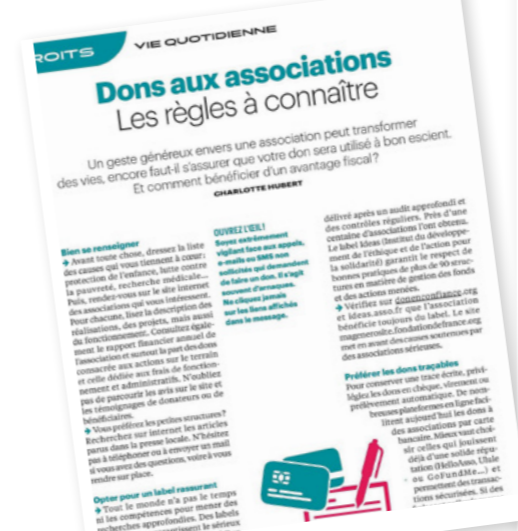 ROITS
VIE QUOTIDIENNE
Dons aux associations
Les règles à connaître
Un geste généreux envers une association peut transformer
des vies, encore faut-il s'assurer que votre don sera utilisé à bon escient.
Et comment bénéficier d'un avantage fiscal ?
CHARLOTTE HUBERT
Bien se renseigner
→ Avant toute chose, dressez la liste
des causes qui vous tiennent à cœur :
protection de l'enfance, lutte contre
la pauvreté, recherche médicale...
Puis, rendez-vous sur le site internet
des associations qui vous intéressent.
Pour chacune, lisez la description des
réalisations, des projets, mais aussi
du fonctionnement. Consultez égale-
ment le rapport financier annuel de
l'association et surtout la part des dons
consacrée aux actions sur le terrain
et celle dédiée aux frais de fonction-
nement et administratifs. N'oubliez
pas de parcourir les avis sur le site et
les témoignages de donateurs ou de
bénéficiaires.
→ Vous préférez les petites structures ?
Recherchez sur internet les articles
parus dans la presse locale. N'hésitez
pas à téléphoner ou à envoyer un mail
si vous avez des questions, voire à vous
rendre sur place.
Opter pour un label rassurant
→ Tout le monde n'a pas le temps
ni les compétences pour mener des
recherches approfondies. Des labels
le sérieux
OUVREZ L'ŒIL !
Soyez extrêmement
vigilant face aux appels,
e-mails ou SMS non
sollicités qui demandent
de faire un don. Il s'agit
souvent d'arnaques.
Ne cliquez jamais
sur les liens affichés
dans le message.
délivré après un audit approfondi et
des contrôles réguliers. Près d'une
centaine d'associations l'ont obtenu.
Le label Ideas (Institut du développe-
ment de l'éthique et de l'action pour
la solidarité) garantit le respect de
bonnes pratiques de plus de 90 struc-
tures en matière de gestion des fonds
et des actions menées.
→ Vérifiez sur donenconfiance.org
et ideas.asso.fr que l'association
bénéficie toujours du label. Le site
magenerosite.fondationdefrance.org
met en avant des causes soutenues par
des associations sérieuses.
Préférer les dons traçables
Pour conserver une trace écrite, privi-
légiez les dons en chèque, virement ou
prélèvement automatique. De nom-
breuses plateformes en ligne faci-
litent aujourd'hui les dons à
des associations par carte
bancaire. Mieux vaut choi-
sir celles qui jouissent
déjà d'une solide répu-
tation (HelloAsso, Ulule
ou GoFundMe...) et
permettent des transac-
tions sécurisées. Si des